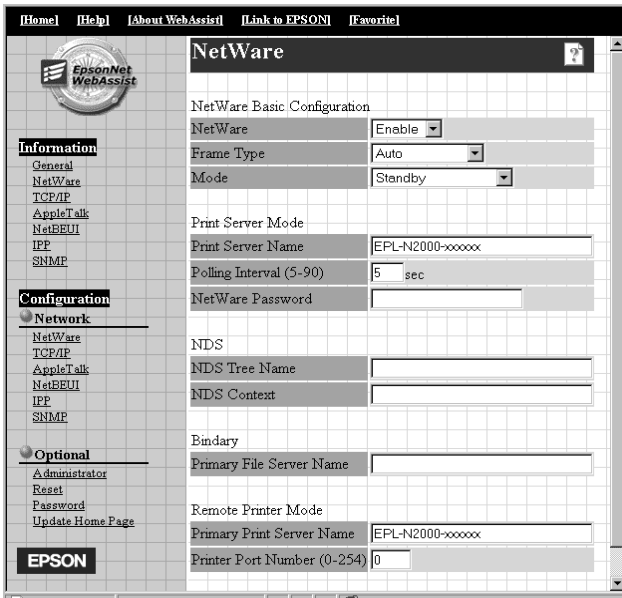 [Home] [Help] [About WebAssist] [Link to EPSON] [Favorite]
EpsonNet
WebAssist
Information
General
NetWare
TCP/IP
AppleTalk
NetBEUI
IPP
SNMP
Configuration
Network
NetWare
TCP/IP
AppleTalk
NetBEUI
IPP
SNMP
Optional
Administrator
Reset
Password
Update Home Page
EPSON
NetWare ?
NetWare Basic Configuration
NetWare Enable
Frame Type Auto
Mode Standby
Print Server Mode
Print Server Name EPL-N2000-xxxxxx
Polling Interval (5-90) 5 sec
NetWare Password
NDS
NDS Tree Name
NDS Context
Bindary
Primary File Server Name
Remote Printer Mode
Primary Print Server Name EPL-N2000-xxxxxx
Printer Port Number (0-254) 0